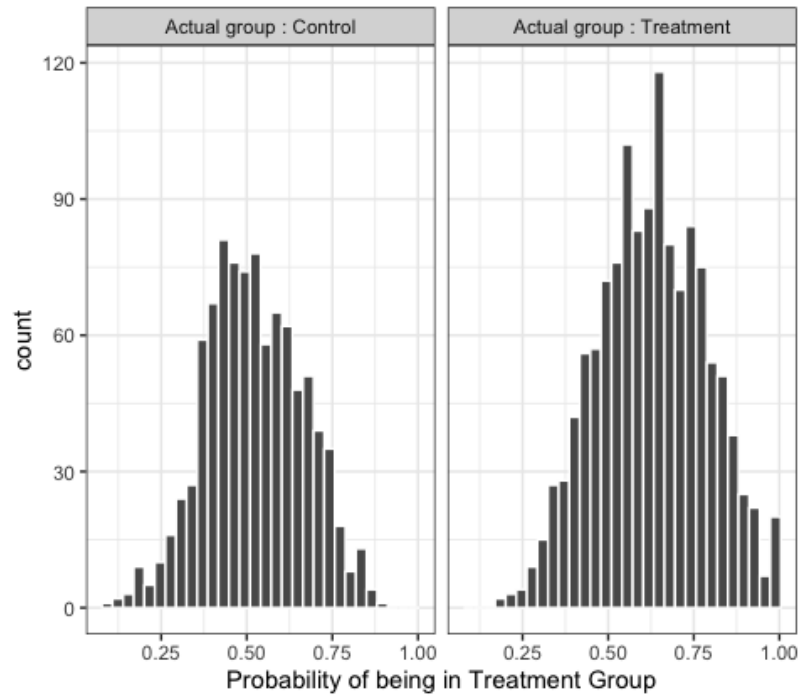 Actual group : Control
Actual group : Treatment
120
90
60
30
0
count
0.25 0.50 0.75 1.00
0.25 0.50 0.75 1.00
Probability of being in Treatment Group